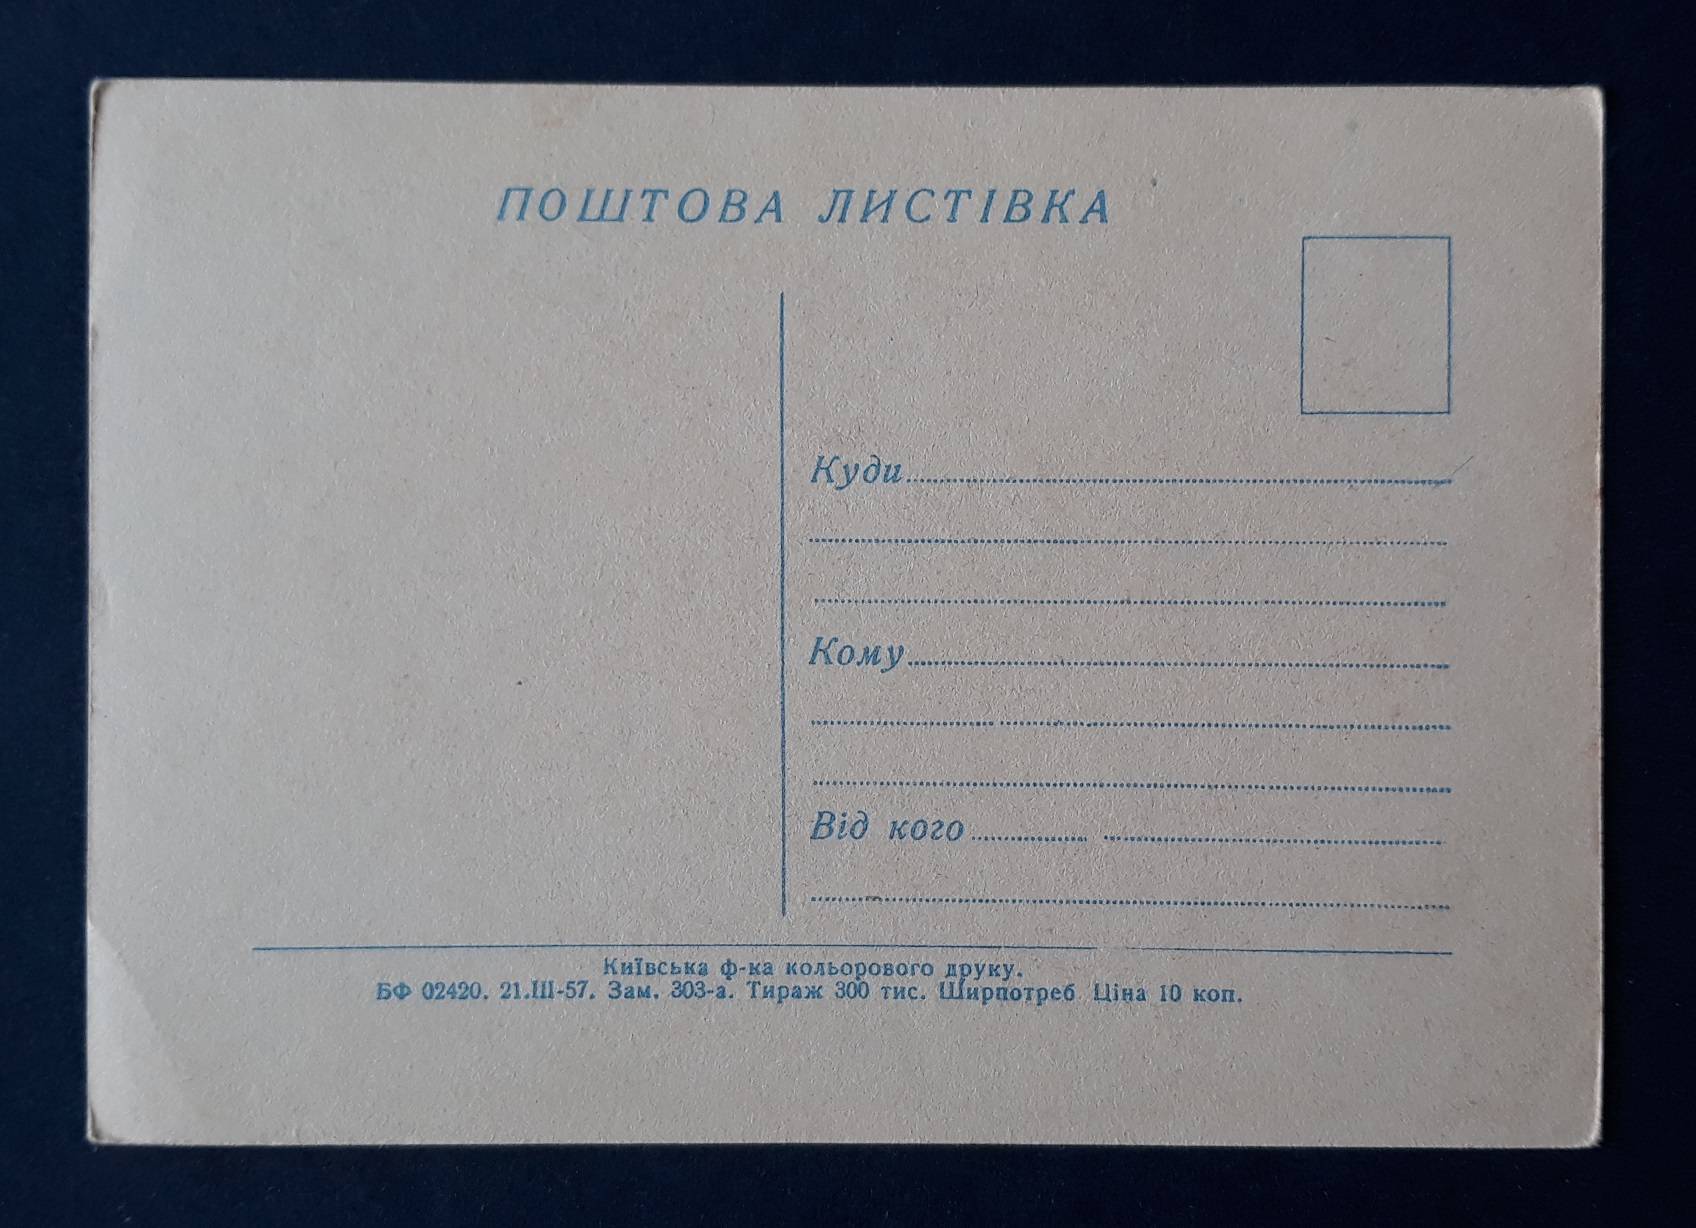 ПОШТОВА ЛИСТІВКА
Куди
Кому
Від кого
Київська ф-ка кольорового друку.
БФ 02420. 21.III-57. Зам. 303-а. Тираж 300 тис. Ширпотреб Ціна 10 коп.